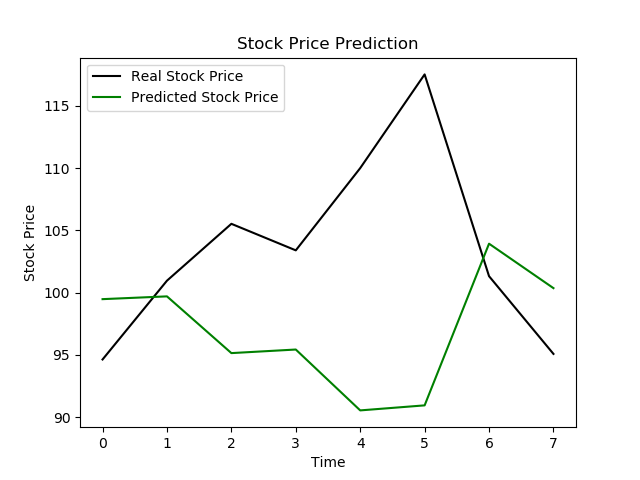 Stock Price Prediction
Real Stock Price
Predicted Stock Price
Stock Price
115
110
105
100
95
90
0 1 2 3 4 5 6 7
Time